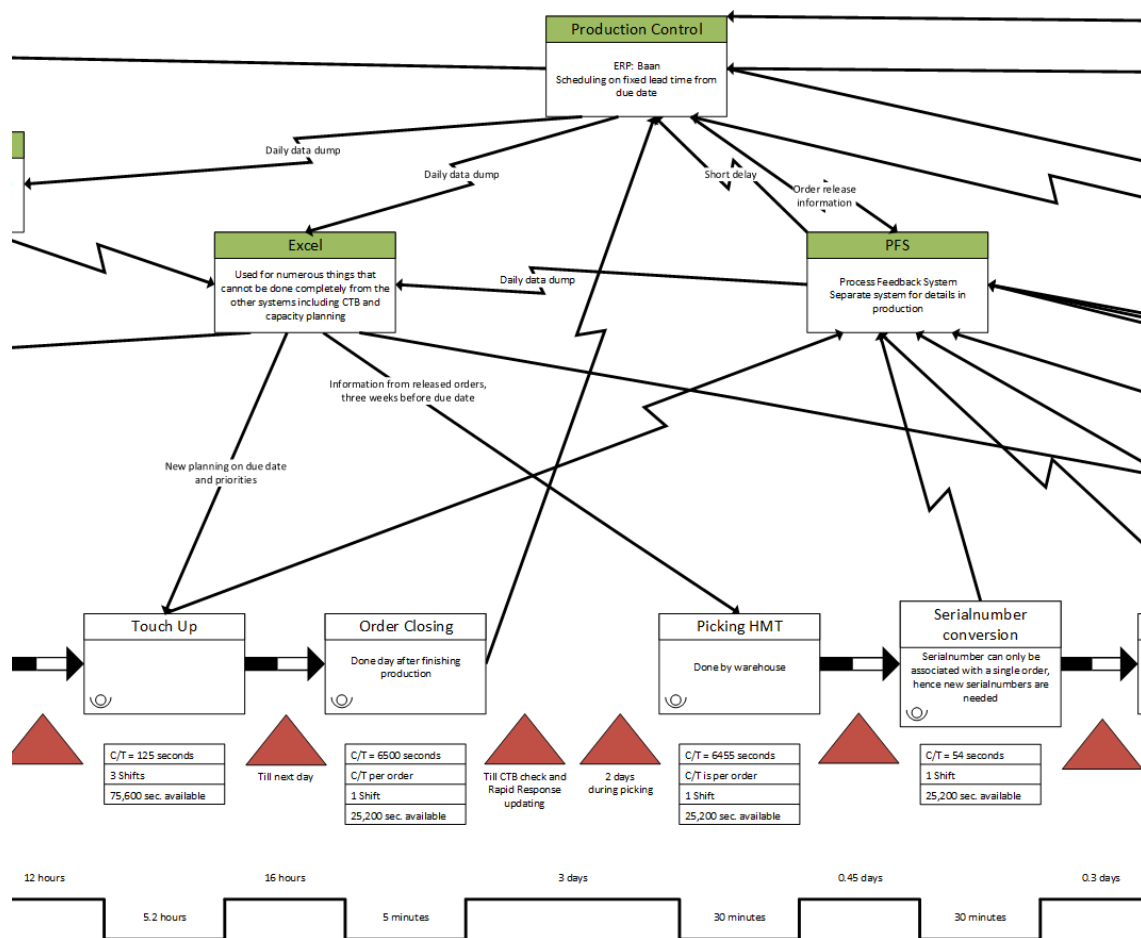 Production Control
ERP: Baan
Scheduling on fixed lead time from
due date
Daily data dump
Daily data dump
Short delay
Order release
information
Excel
Used for numerous things that
cannot be done completely from the
other systems including CTB and
capacity planning
Daily data dump
PFS
Process Feedback System
Separate system for details in
production
Information from released orders,
three weeks before due date
New planning on due date
and priorities
Touch Up
Order Closing
Done day after finishing
production
Picking HMT
Done by warehouse
Serialnumber
conversion
Serialnumber can only be
associated with a single order,
hence new serialnumbers are
needed
C/T = 125 seconds
3 Shifts
75,600 sec. available
Till next day
C/T = 6500 seconds
C/T per order
1 Shift
25,200 sec. available
Till CTB check and
Rapid Response
updating
2 days
during picking
C/T = 6455 seconds
C/T is per order
1 Shift
25,200 sec. available
C/T = 54 seconds
1 Shift
25,200 sec. available
12 hours
16 hours
3 days
0.45 days
0.3 days
5.2 hours
5 minutes
30 minutes
30 minutes